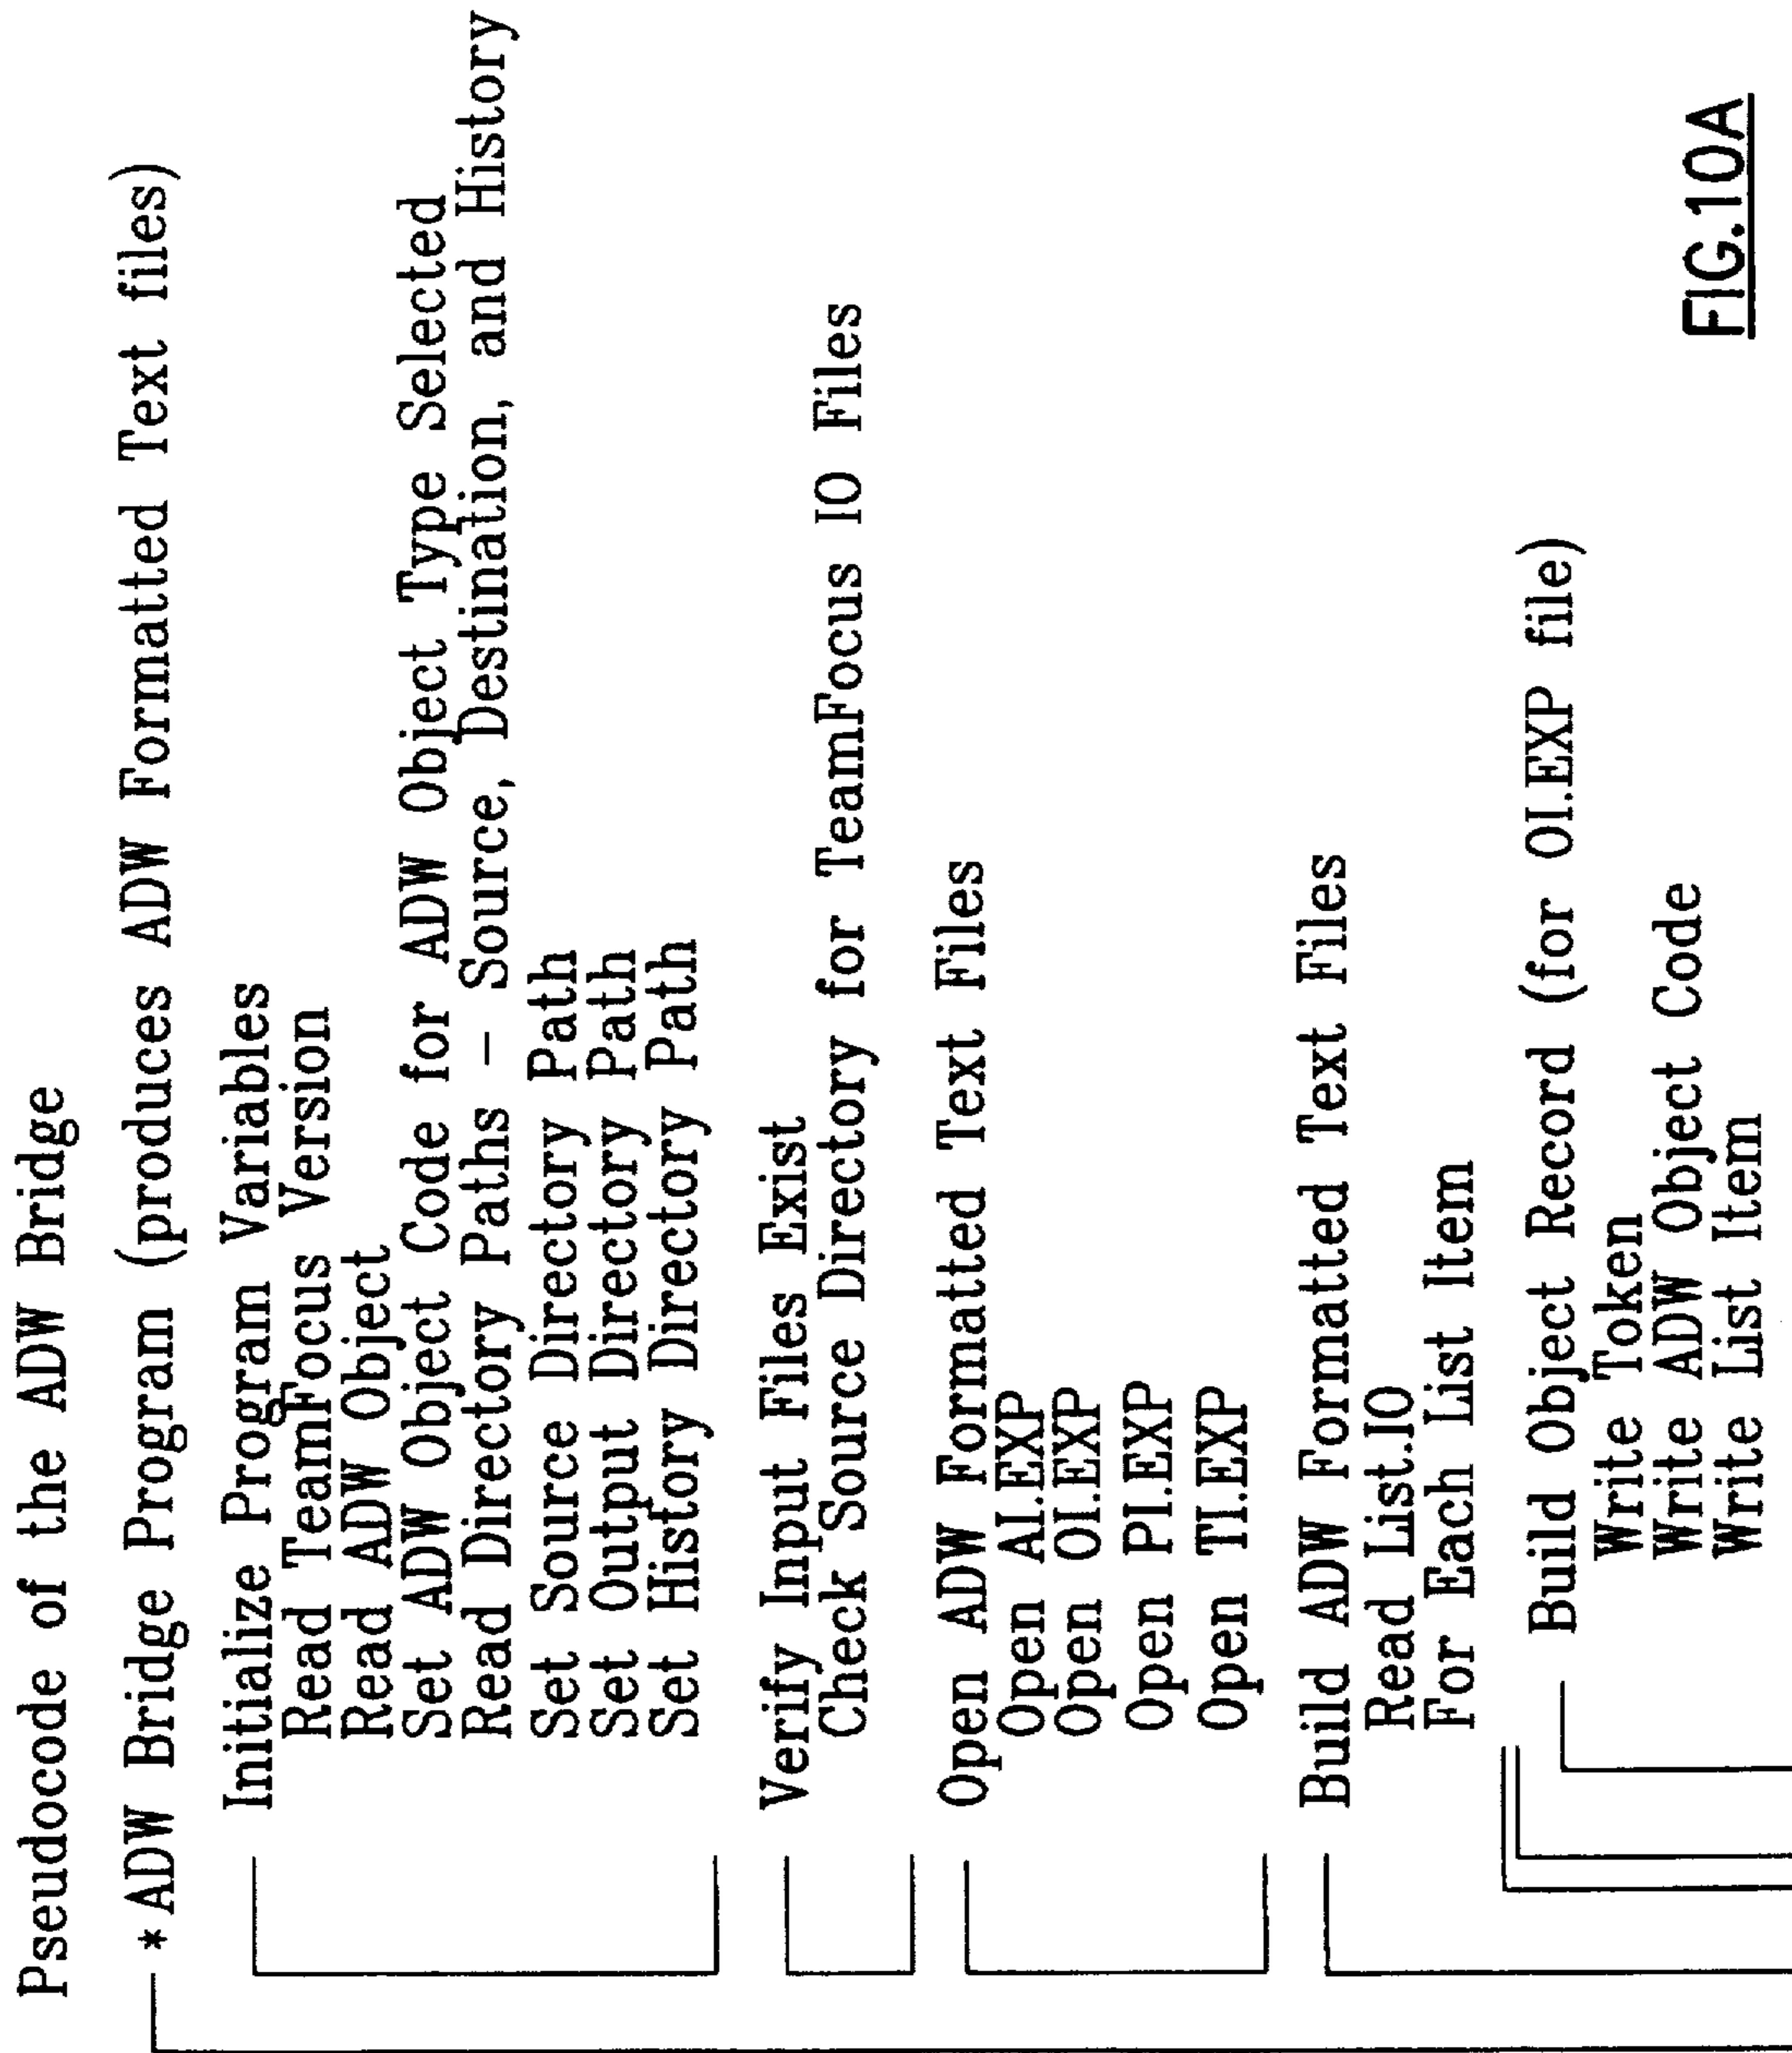 Pseudocode of the ADW Bridge
* ADW Bridge Program (produces ADW Formatted Text files)
Initialize Program Variables
Read TeamFocus Version
Read ADW Object
Set ADW Object Code for ADW Object Type Selected
Read Directory Paths – Source, Destination, and History
Set Source Directory Path
Set Output Directory Path
Set History Directory Path
Verify Input Files Exist
Check Source Directory for TeamFocus IO Files
Open ADW Formatted Text Files
Open AI.EXP
Open OI.EXP
Open PI.EXP
Open TI.EXP
Build ADW Formatted Text Files
Read List.IO
For Each List Item
Build Object Record (for OI.EXP file)
Write Token
Write ADW Object Code
Write List Item
FIG.10A